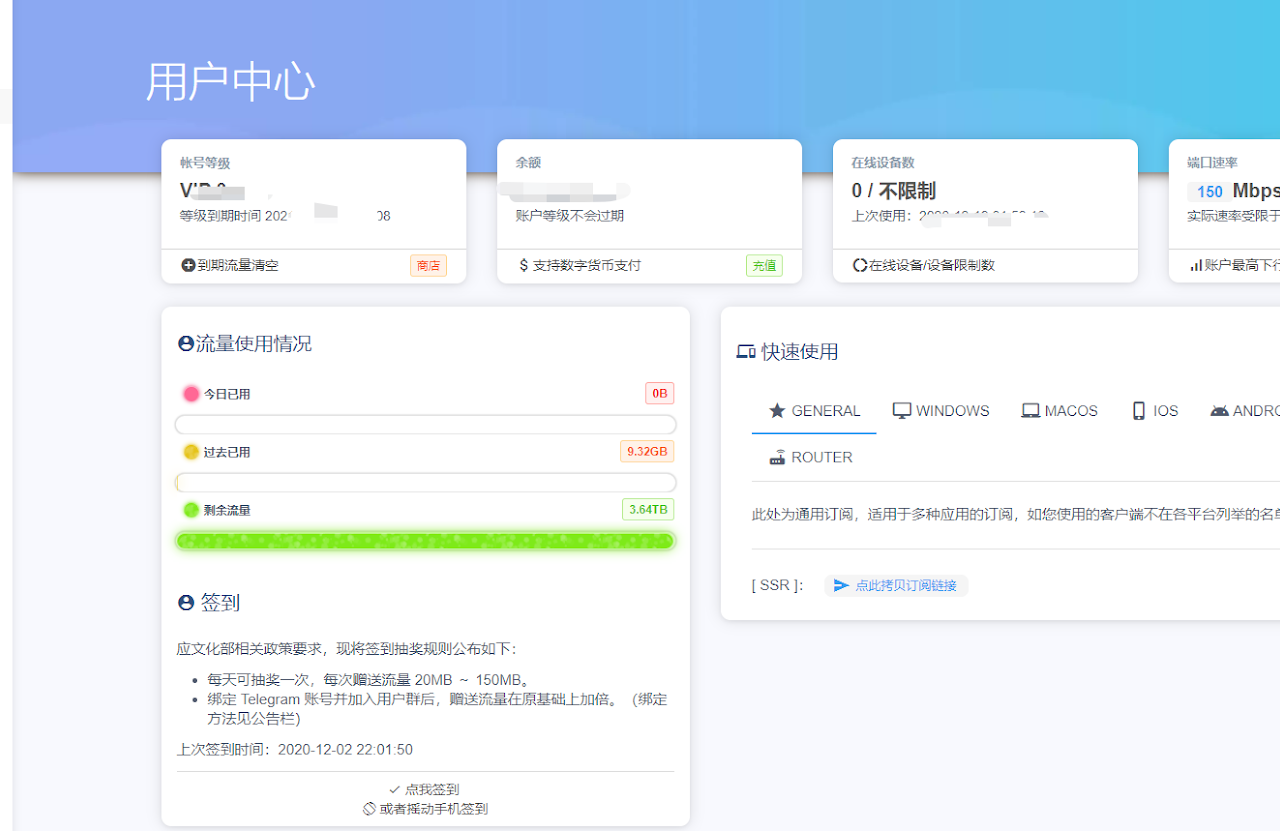 用户中心
帐号等级
等级到期时间 202 08
到期流量清空 商店
余额
账户等级不会过期
$ 支持数字货币支付 充值
在线设备数
0 / 不限制
上次使用：
在线设备/设备限制数
端口速率
150 Mbps
实际速率受限于
账户最高下行
流量使用情况
今日已用 0B
过去已用 9.32GB
剩余流量 3.64TB
签到
应文化部相关政策要求，现将签到抽奖规则公布如下：
每天可抽奖一次，每次赠送流量 20MB ～ 150MB。
绑定 Telegram 账号并加入用户群后，赠送流量在原基础上加倍。（绑定
方法见公告栏）
上次签到时间：2020-12-02 22:01:50
点我签到
或者摇动手机签到
快速使用
GENERAL WINDOWS MACOS IOS ANDRO
ROUTER
此处为通用订阅，适用于多种应用的订阅，如您使用的客户端不在各平台列举的名单
[ SSR ]： 点此拷贝订阅链接